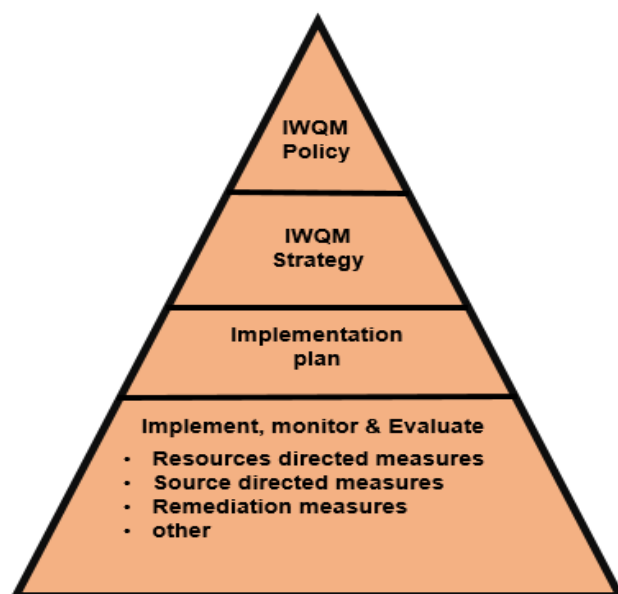 IWQM
Policy
IWQM
Strategy
Implementation
plan
Implement, monitor & Evaluate
• Resources directed measures
• Source directed measures
• Remediation measures
• other